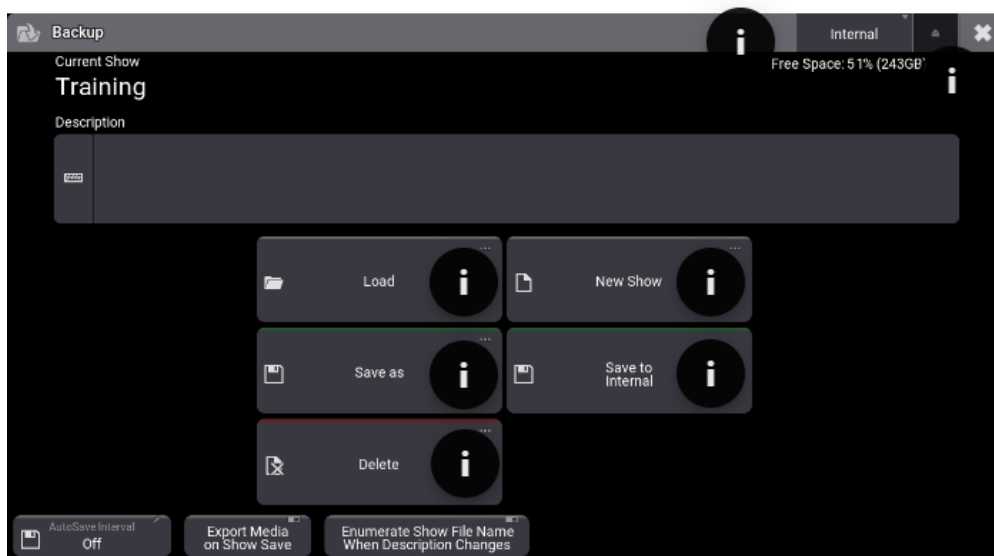 Backup
Internal
Current Show
Free Space: 51% (243GB)
Training
Description
Load
New Show
Save as
Save to
Internal
Delete
AutoSave Interval
Off
Export Media
on Show Save
Enumerate Show File Name
When Description Changes